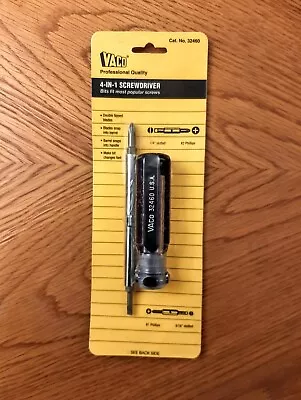 Cat. No. 32460
VACO
Professional Quality
4-IN-1 SCREWDRIVER
Bits fit most popular screws
• Double tipped
blades
• Blades snap
into barrel
• Barrel snaps
into handle
• Make bit
changes fast
1/4" slotted
#2 Phillips
VACO 32460 U.S.A.
#1 Phillips
3/16" slotted
SEE BACK SIDE